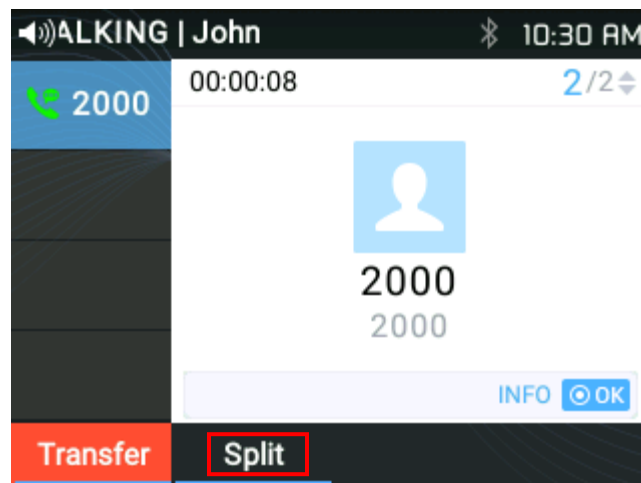 ALKING | John 10:30 AM
2000
00:00:08 2/2
2000
2000
INFO OK
Transfer Split